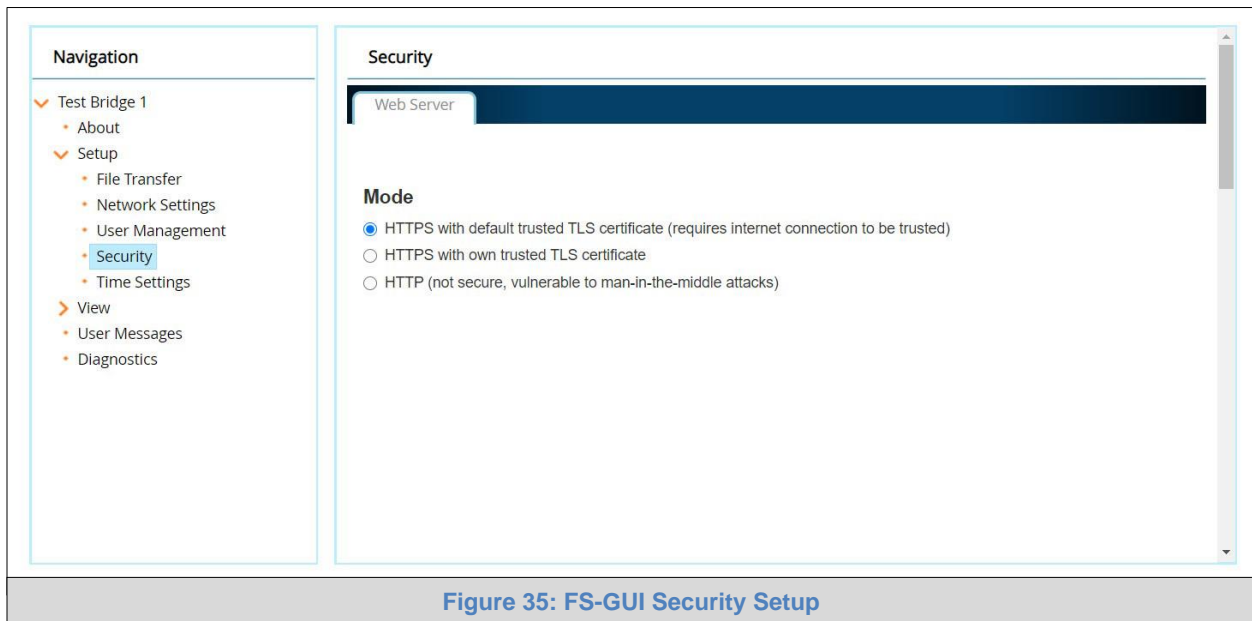 Navigation
Test Bridge 1
About
Setup
File Transfer
Network Settings
User Management
Security
Time Settings
View
User Messages
Diagnostics
Security
Web Server
Mode
HTTPS with default trusted TLS certificate (requires internet connection to be trusted)
HTTPS with own trusted TLS certificate
HTTP (not secure, vulnerable to man-in-the-middle attacks)
Figure 35: FS-GUI Security Setup